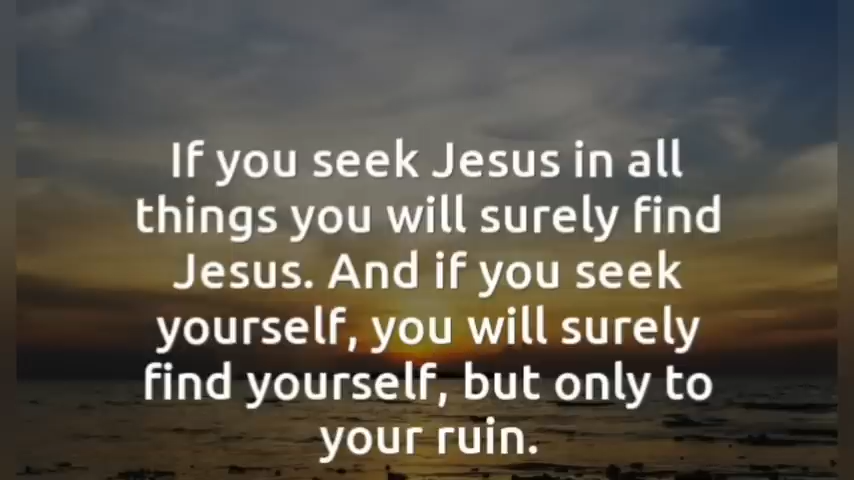 If you seek Jesus in all
things you will surely find
Jesus. And if you seek
yourself, you will surely
find yourself, but only to
your ruin.